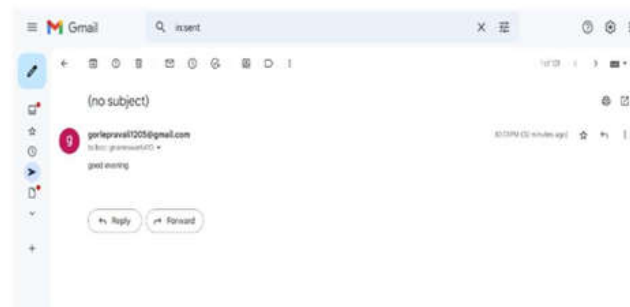 Gmail
in:sent
(no subject)
gorlepravali1205@gmail.com
good evening
Reply
Forward